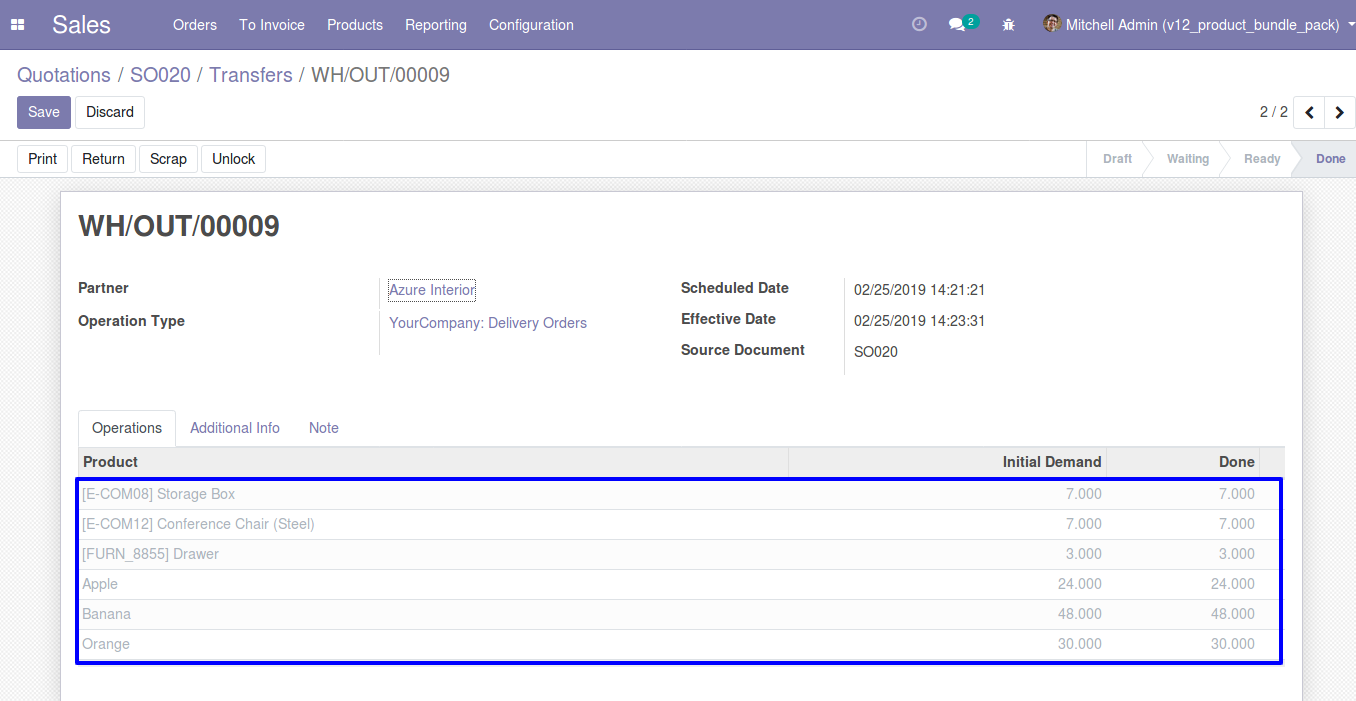 Sales Orders To Invoice Products Reporting Configuration 2 Mitchell Admin (v12_product_bundle_pack)
Quotations / SO020 / Transfers / WH/OUT/00009
Save Discard 2 / 2
Print Return Scrap Unlock Draft Waiting Ready Done
WH/OUT/00009
Partner Azure Interior Scheduled Date 02/25/2019 14:21:21
Operation Type YourCompany: Delivery Orders Effective Date 02/25/2019 14:23:31
Source Document SO020
Operations Additional Info Note
Product Initial Demand Done
[E-COM08] Storage Box 7.000 7.000
[E-COM12] Conference Chair (Steel) 7.000 7.000
[FURN_8855] Drawer 3.000 3.000
Apple 24.000 24.000
Banana 48.000 48.000
Orange 30.000 30.000